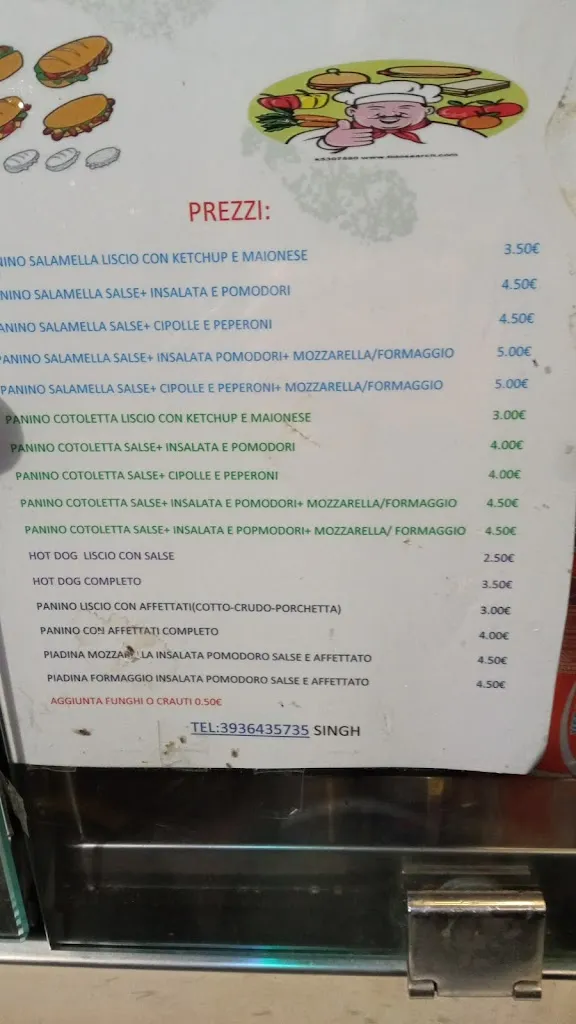 PREZZI:
NINO SALAMELLA LISCIO CON KETCHUP E MAIONESE 3.50€
NINO SALAMELLA SALSE+ INSALATA E POMODORI 4.50€
ANINO SALAMELLA SALSE+ CIPOLLE E PEPERONI 4.50€
PANINO SALAMELLA SALSE+ INSALATA POMODORI+ MOZZARELLA/FORMAGGIO 5.00€
PANINO SALAMELLA SALSE+ CIPOLLE E PEPERONI+ MOZZARELLA/FORMAGGIO 5.00€
PANINO COTOLETTA LISCIO CON KETCHUP E MAIONESE 3.00€
PANINO COTOLETTA SALSE+ INSALATA E POMODORI 4.00€
PANINO COTOLETTA SALSE+ CIPOLLE E PEPERONI 4.00€
PANINO COTOLETTA SALSE+ INSALATA E POMODORI+ MOZZARELLA/FORMAGGIO 4.50€
PANINO COTOLETTA SALSE+ INSALATA E POPMODORI+ MOZZARELLA/ FORMAGGIO 4.50€
HOT DOG LISCIO CON SALSE 2.50€
HOT DOG COMPLETO 3.50€
PANINO LISCIO CON AFFETTATI(COTTO-CRUDO-PORCHETTA) 3.00€
PANINO CON AFFETTATI COMPLETO 4.00€
PIADINA MOZZARELLA INSALATA POMODORO SALSE E AFFETTATO 4.50€
PIADINA FORMAGGIO INSALATA POMODORO SALSE E AFFETTATO 4.50€
AGGIUNTA FUNGHI O CRAUTI 0.50€
TEL:3936435735 SINGH